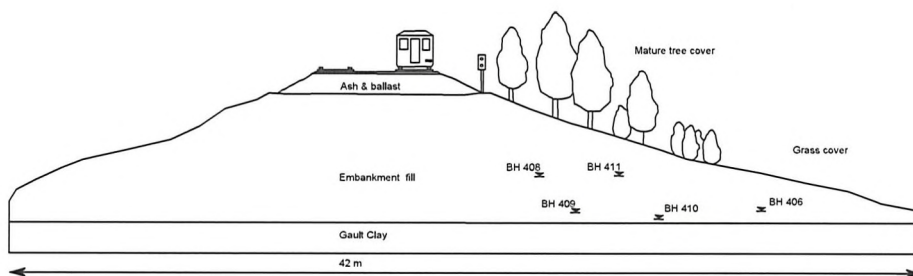 Mature tree cover
Ash & ballast
Grass cover
BH 408
BH 411
Embankment fill
BH 409
BH 410
BH 406
Gault Clay
42 m